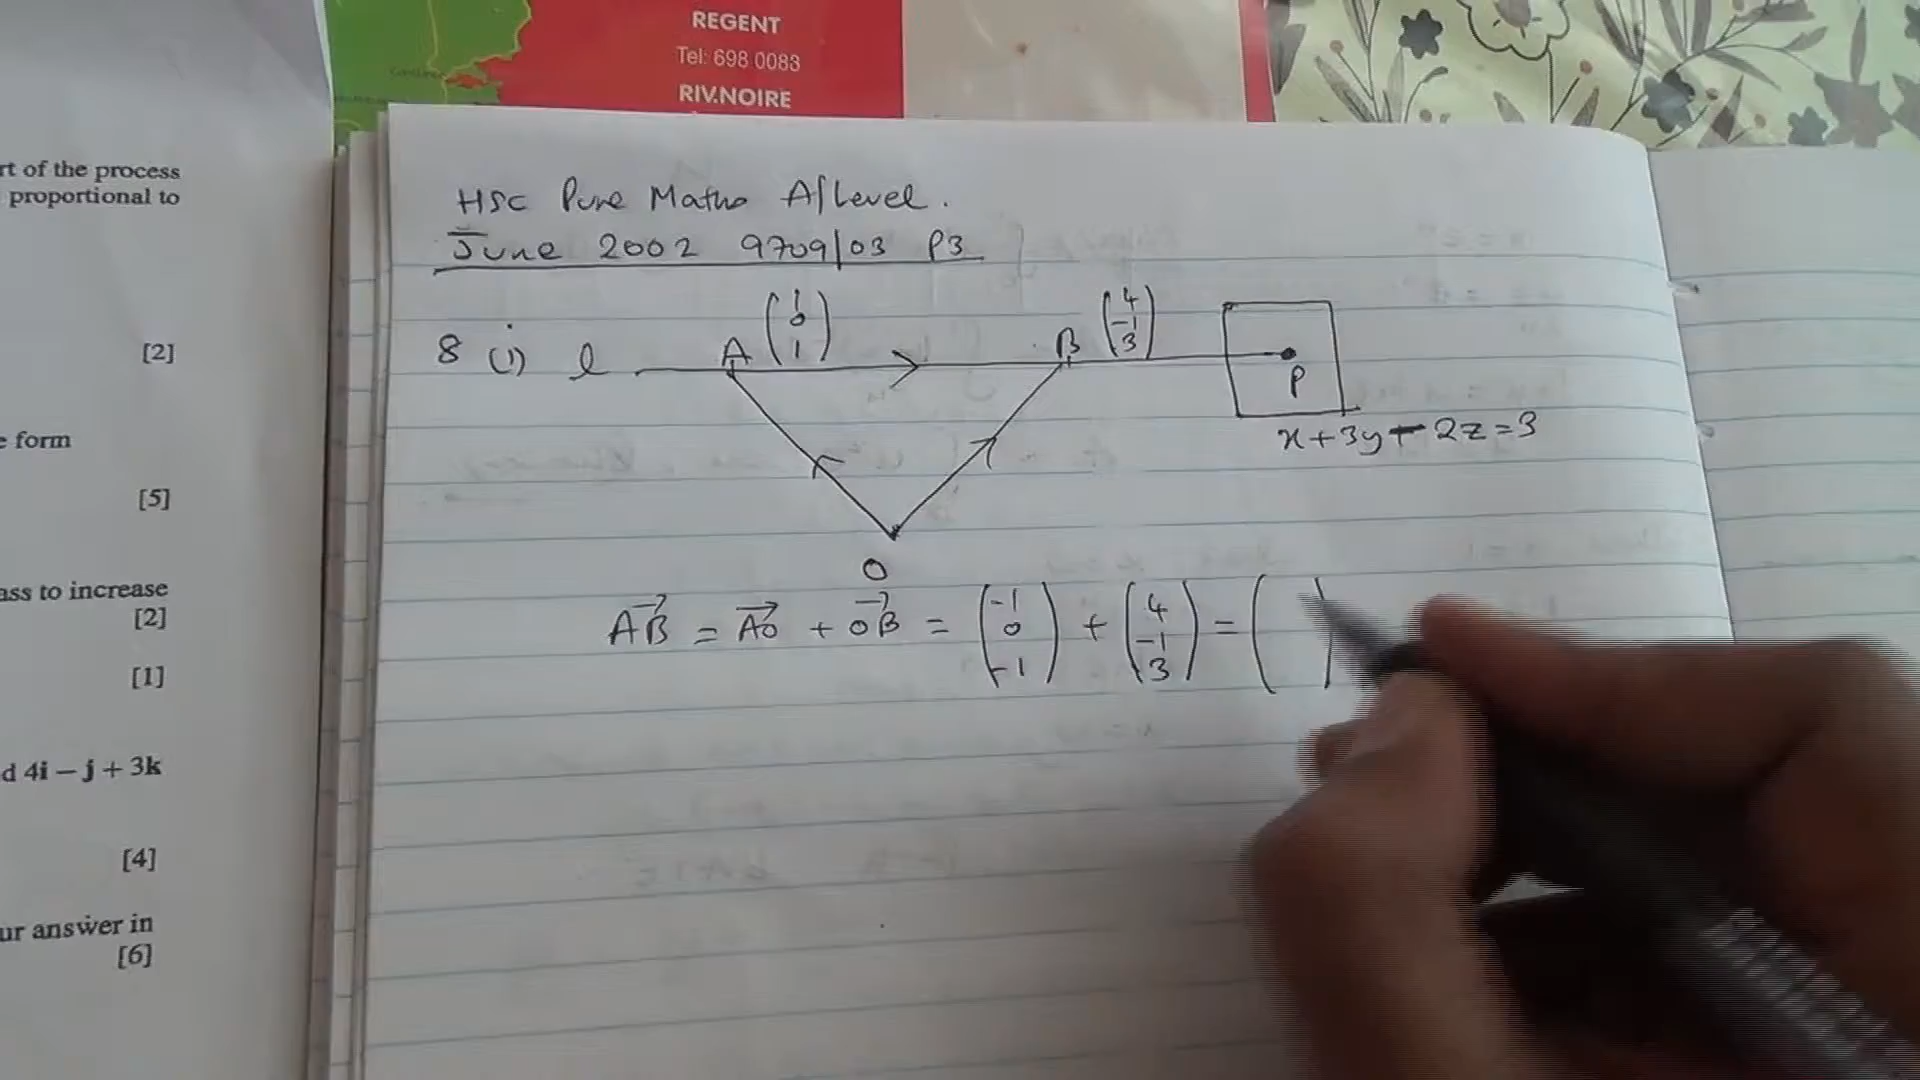 REGENT
Tel: 698 0083
RIV.NOIRE
rt of the process
proportional to
[2]
e form
[5]
ass to increase
[2]
[1]
d 4i – j + 3k
[4]
ur answer in
[6]
HSC Pure Maths A/Level.
June 2002 9709/03 P3
8 (i) l A (1 0 1) B (4 -1 3)
P
x+3y-2z=3
O
AB = AO + OB = (-1 0 -1) + (4 -1 3) = (